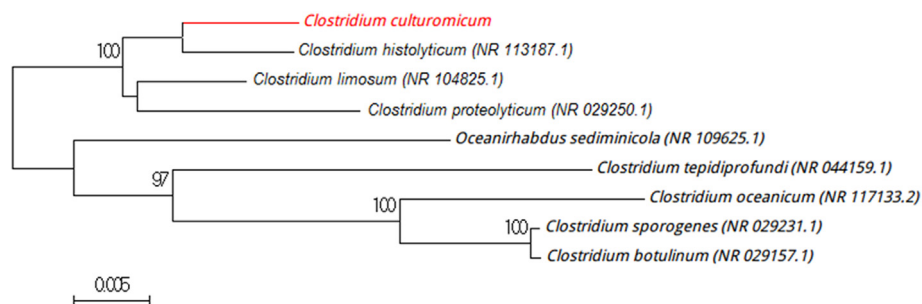 Clostridium culturomicum
100
Clostridium histolyticum (NR 113187.1)
Clostridium limosum (NR 104825.1)
Clostridium proteolyticum (NR 029250.1)
Oceanirhabdus sediminicola (NR 109625.1)
Clostridium tepidiprofundi (NR 044159.1)
97
Clostridium oceanicum (NR 117133.2)
100
Clostridium sporogenes (NR 029231.1)
100
Clostridium botulinum (NR 029157.1)
0.005